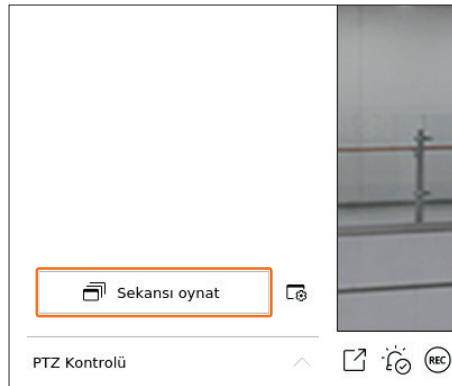 Sekansı oynat
PTZ Kontrolü
REC